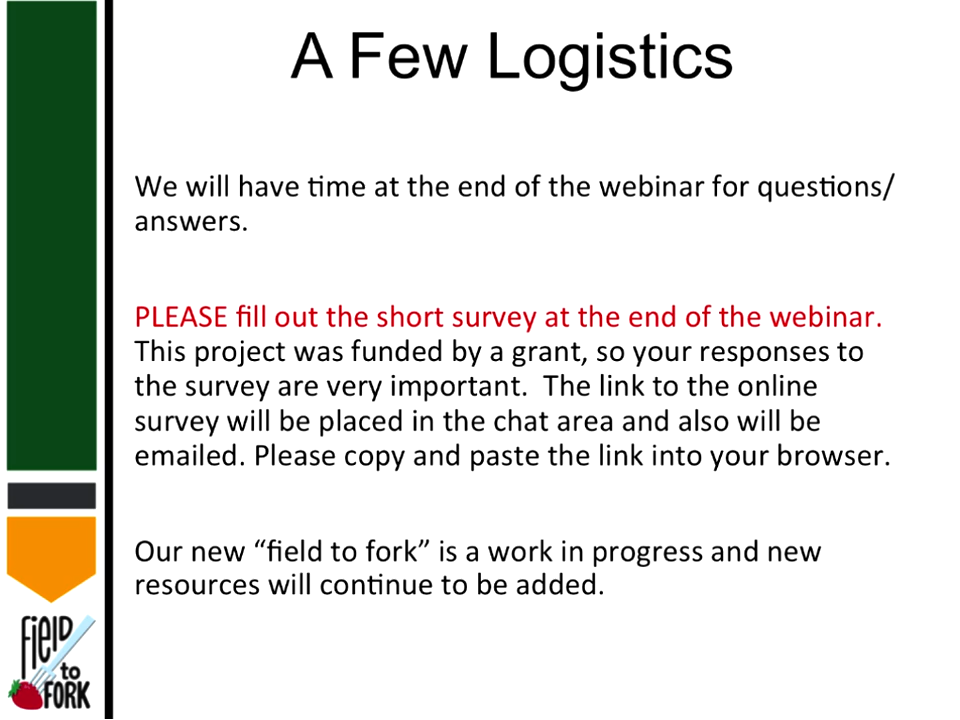 A Few Logistics
We will have time at the end of the webinar for questions/
answers.
PLEASE fill out the short survey at the end of the webinar.
This project was funded by a grant, so your responses to
the survey are very important.  The link to the online
survey will be placed in the chat area and also will be
emailed. Please copy and paste the link into your browser.
Our new “field to fork” is a work in progress and new
resources will continue to be added.
FiElD
to
FORK